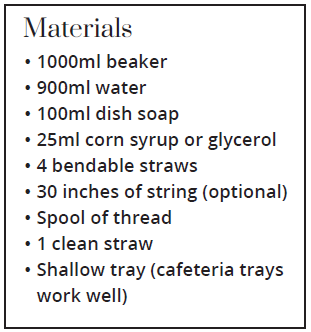 Materials
• 1000ml beaker
• 900ml water
• 100ml dish soap
• 25ml corn syrup or glycerol
• 4 bendable straws
• 30 inches of string (optional)
• Spool of thread
• 1 clean straw
• Shallow tray (cafeteria trays
work well)